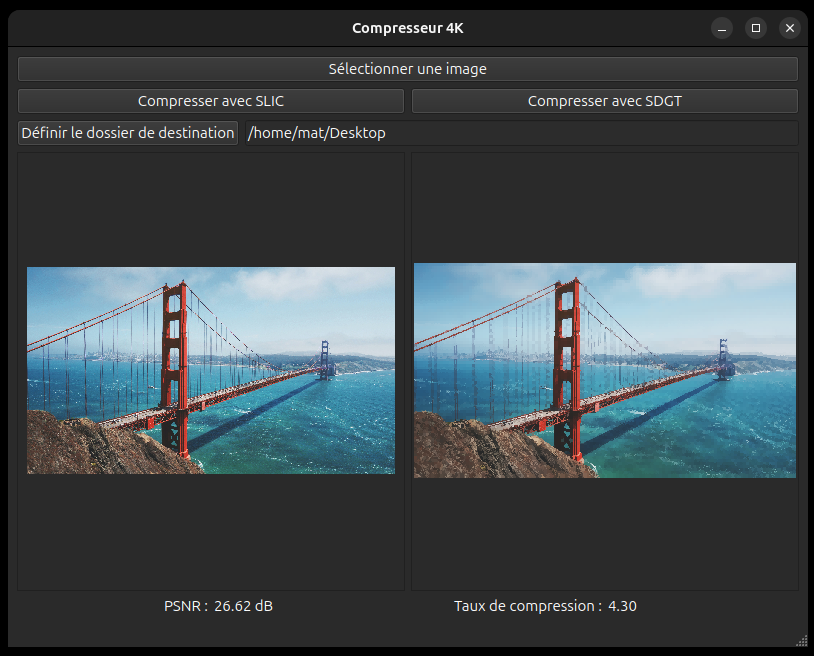 Compresseur 4K
Sélectionner une image
Compresser avec SLIC
Compresser avec SDGT
Définir le dossier de destination
/home/mat/Desktop
PSNR : 26.62 dB
Taux de compression : 4.30